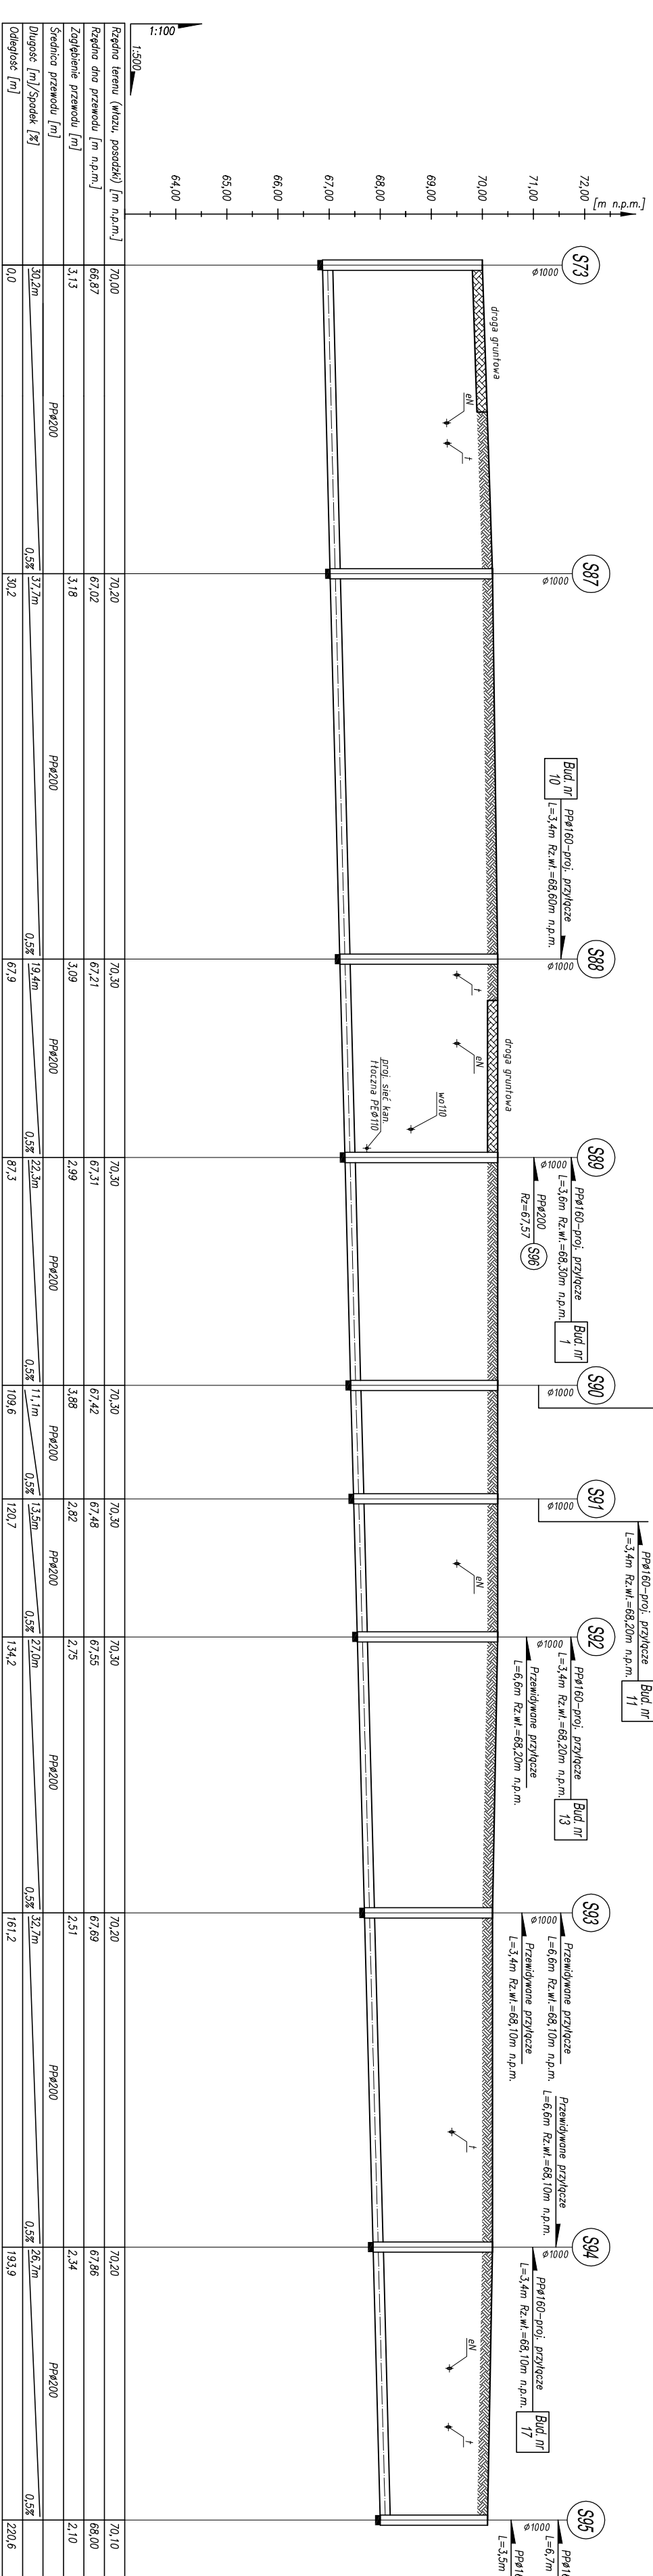 1:100
1:500
[m n.p.m.]
72,00
71,00
70,00
69,00
68,00
67,00
66,00
65,00
64,00
S73
ø1000
droga gruntowa
eN
t
S87
ø1000
Bud. nr
10
PPø160-proj. przyłącze
L=3,4m Rz.wł.=68,60m n.p.m.
S88
ø1000
t
eN
droga gruntowa
wo110
proj. sieć kan.
tłoczna PEØ110
S89
ø1000
PPø160-proj. przyłącze
L=3,6m Rz.wł.=68,30m n.p.m.
Bud. nr
1
PPø200
Rz=67,57
S96
S90
ø1000
S91
ø1000
PPø160-proj. przyłącze
L=3,4m Rz.wł.=68,20m n.p.m.
Bud. nr
11
eN
S92
ø1000
PPø160-proj. przyłącze
L=3,4m Rz.wł.=68,20m n.p.m.
Bud. nr
13
Przewidywane przyłącze
L=6,6m Rz.wł.=68,20m n.p.m.
S93
ø1000
Przewidywane przyłącze
L=6,6m Rz.wł.=68,10m n.p.m.
Przewidywane przyłącze
L=3,4m Rz.wł.=68,10m n.p.m.
t
Przewidywane przyłącze
L=6,6m Rz.wł.=68,10m n.p.m.
S94
ø1000
PPø160-proj. przyłącze
L=3,4m Rz.wł.=68,10m n.p.m.
Bud. nr
17
eN
t
S95
ø1000
L=6,7m
L=3,5m
Rzędna terenu (włazu, posadzki) [m n.p.m.] 70,00 70,20 70,30 70,30 70,30 70,30 70,30 70,20 70,20 70,10
Rzędna dna przewodu [m n.p.m.] 66,87 67,02 67,21 67,31 67,42 67,48 67,55 67,69 67,86 68,00
Zagłębienie przewodu [m] 3,13 3,18 3,09 2,99 3,88 2,82 2,75 2,51 2,34 2,10
Średnica przewodu [m] PPø200 PPø200 PPø200 PPø200 PPø200 PPø200 PPø200 PPø200 PPø200
Długość [m]/Spadek [%] 30,2m 0,5% 37,7m 0,5% 19,4m 0,5% 22,3m 0,5% 11,1m 0,5% 13,5m 0,5% 27,0m 0,5% 32,7m 0,5% 26,7m 0,5%
Odległość [m] 0,0 30,2 67,9 87,3 109,6 120,7 134,2 161,2 193,9 220,6